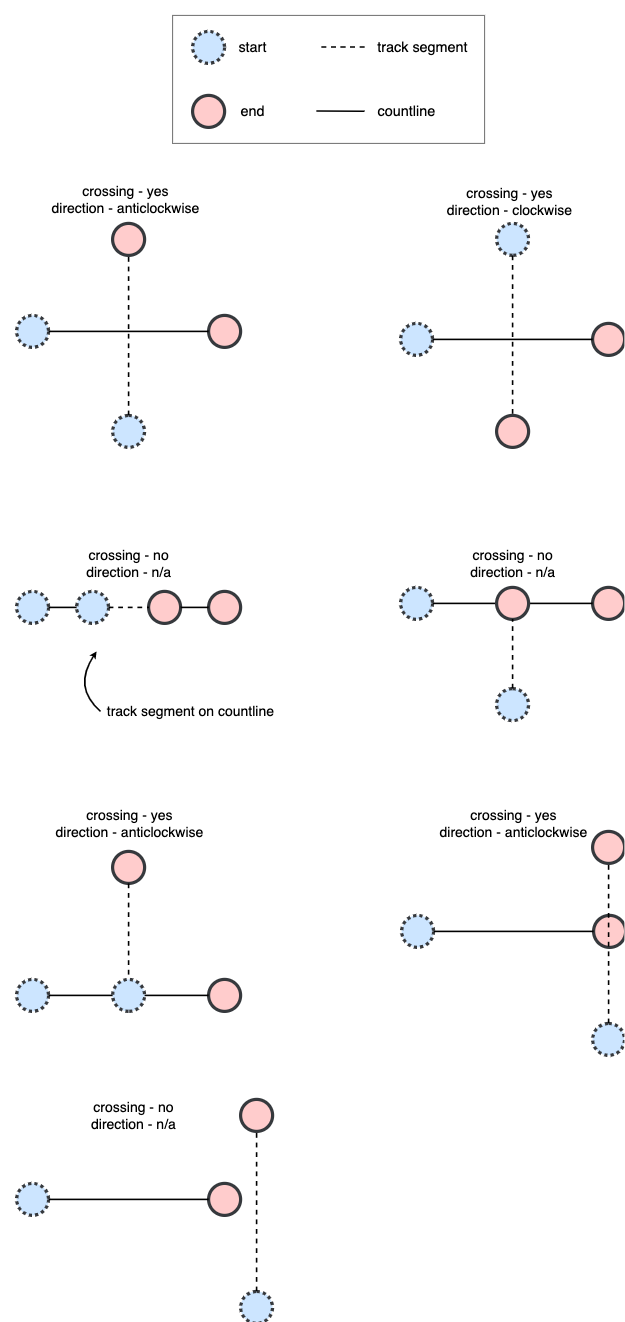 start
track segment
end
countline
crossing - yes
direction - anticlockwise
crossing - yes
direction - clockwise
crossing - no
direction - n/a
crossing - no
direction - n/a
track segment on countline
crossing - yes
direction - anticlockwise
crossing - yes
direction - anticlockwise
crossing - no
direction - n/a